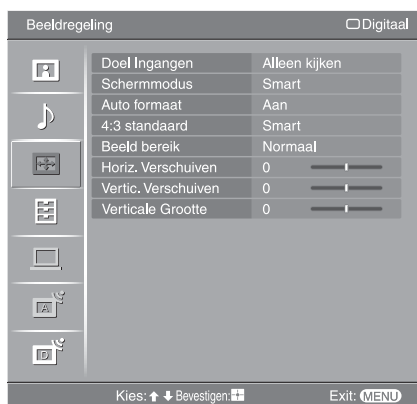 Beeldregeling Digitaal
Doel Ingangen Alleen kijken
Schermmodus Smart
Auto formaat Aan
4:3 standaard Smart
Beeld bereik Normaal
Horiz. Verschuiven 0
Vertic. Verschuiven 0
Verticale Grootte 0
A
D
Kies: Bevestigen: Exit: MENU